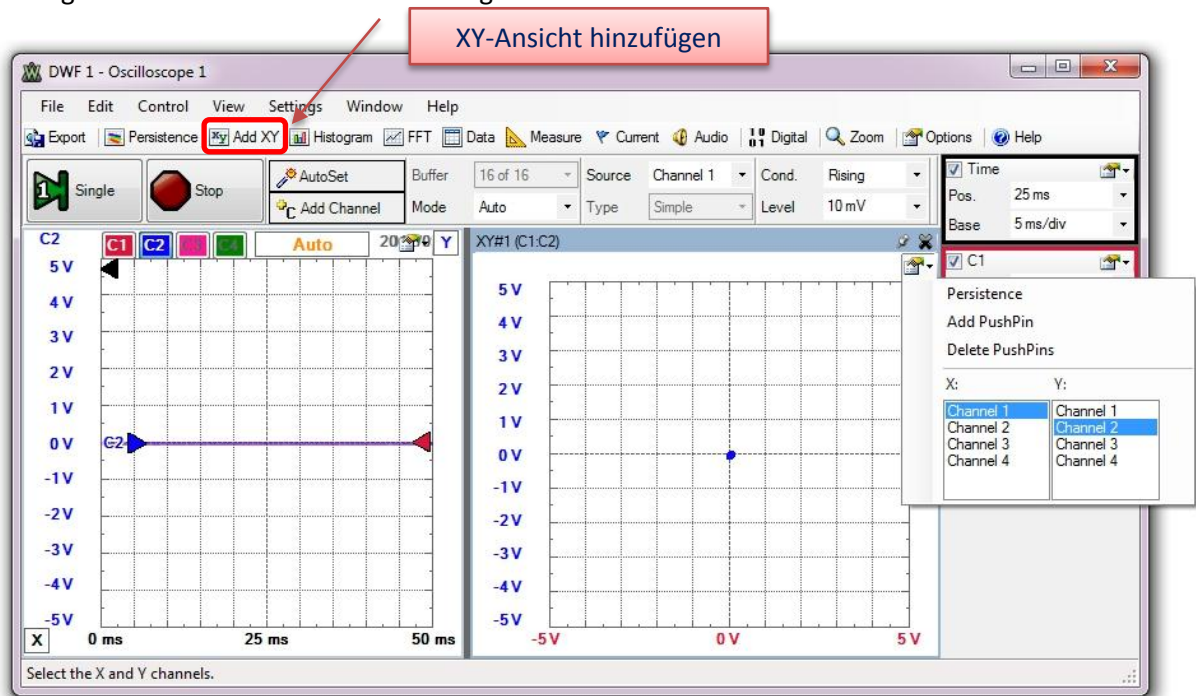 XY-Ansicht hinzufügen
DWF 1 - Oscilloscope 1
File Edit Control View Settings Window Help
Export Persistence Add XY Histogram FFT Data Measure Current Audio Digital Zoom Options Help
Single Stop AutoSet Buffer 16 of 16 Source Channel 1 Cond. Rising
Add Channel Mode Auto Type Simple Level 10 mV
Time
Pos. 25 ms
Base 5 ms/div
C1
C2 C1 C2 C3 C4 Auto Y
5 V
4 V
3 V
2 V
1 V
0 V C2
-1 V
-2 V
-3 V
-4 V
-5 V
X 0 ms 25 ms 50 ms
XY#1 (C1:C2)
5 V
4 V
3 V
2 V
1 V
0 V
-1 V
-2 V
-3 V
-4 V
-5 V
-5 V 0 V 5 V
Persistence
Add PushPin
Delete PushPins
X: Y:
Channel 1 Channel 1
Channel 2 Channel 2
Channel 3 Channel 3
Channel 4 Channel 4
Select the X and Y channels.